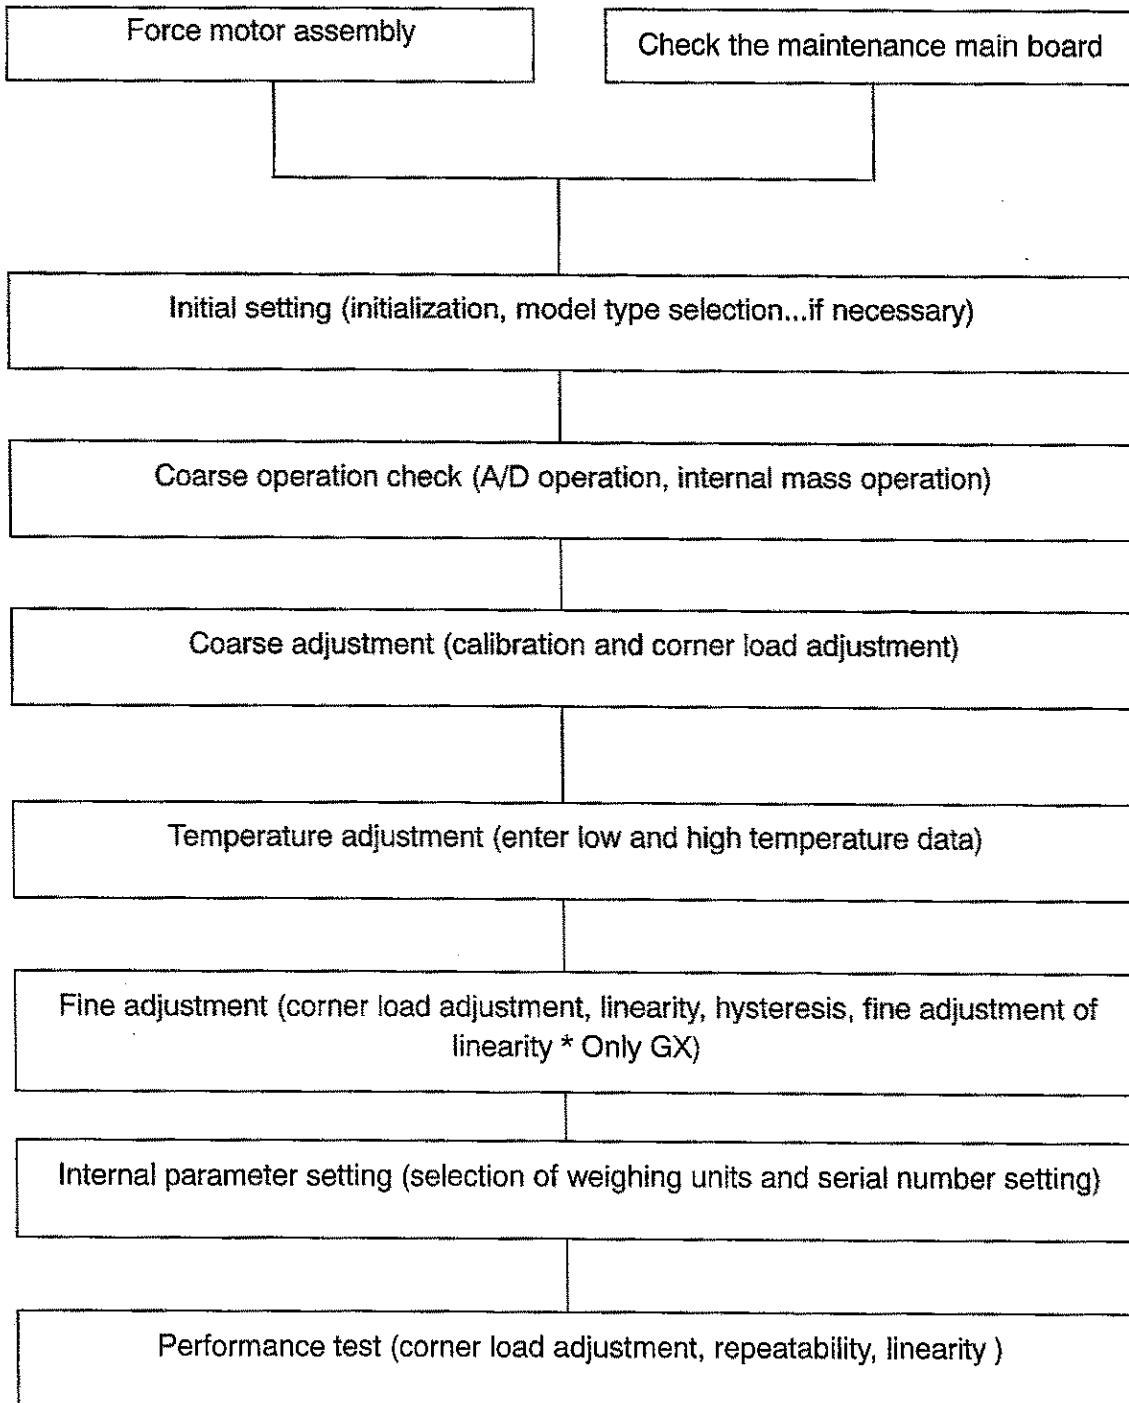 Force motor assembly
Check the maintenance main board
Initial setting (initialization, model type selection...if necessary)
Coarse operation check (A/D operation, internal mass operation)
Coarse adjustment (calibration and corner load adjustment)
Temperature adjustment (enter low and high temperature data)
Fine adjustment (corner load adjustment, linearity, hysteresis, fine adjustment of
linearity * Only GX)
Internal parameter setting (selection of weighing units and serial number setting)
Performance test (corner load adjustment, repeatability, linearity )